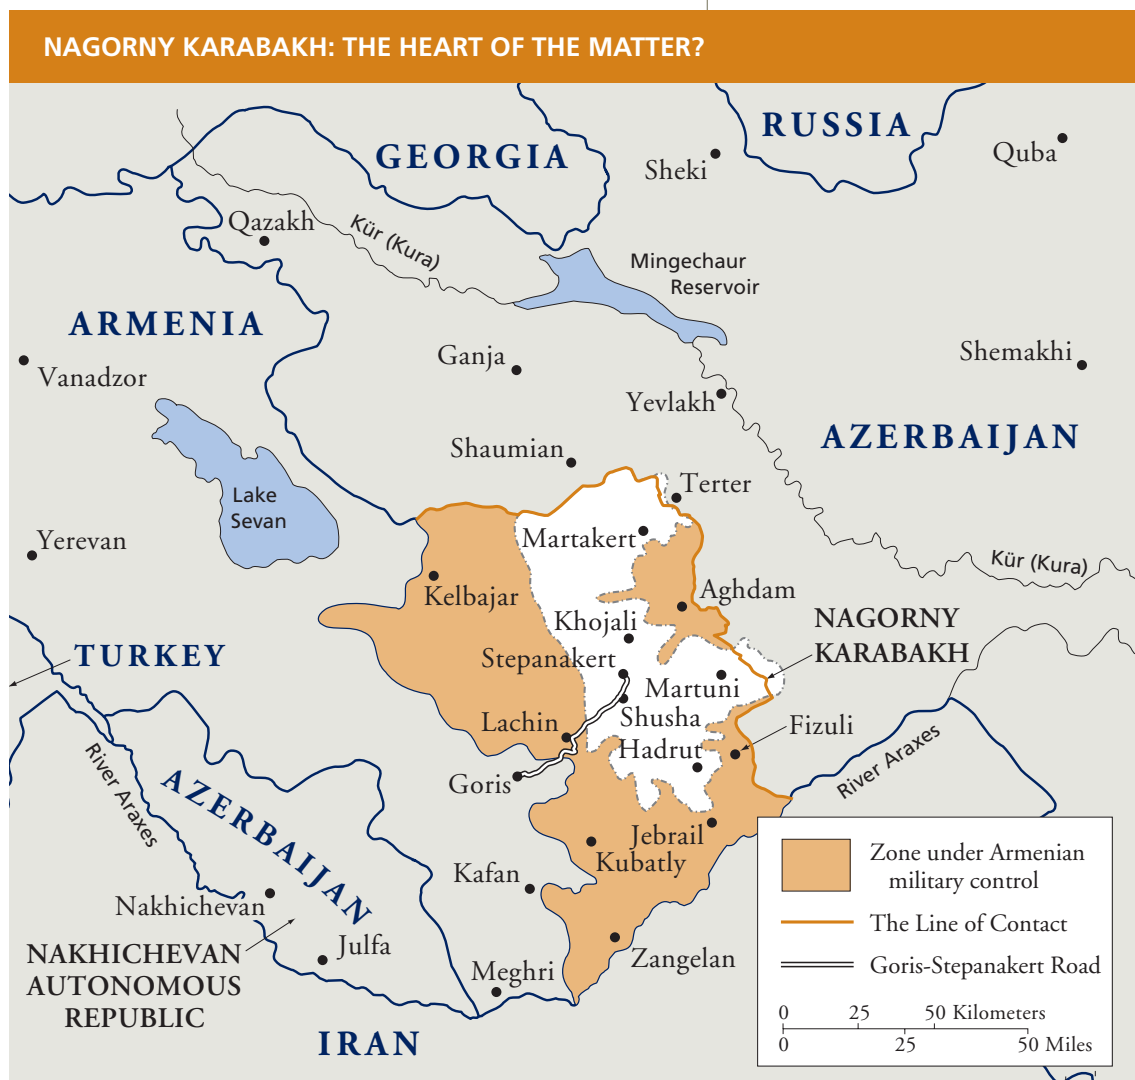 NAGORNY KARABAKH: THE HEART OF THE MATTER?
RUSSIA
GEORGIA
Sheki
Quba
Qazakh
Kür (Kura)
Mingechaur
Reservoir
ARMENIA
Vanadzor
Ganja
Shemakhi
Yevlakh
AZERBAIJAN
Shaumian
Terter
Lake
Sevan
Yerevan
Martakert
Kür (Kura)
Kelbajar
Aghdam
Khojali
NAGORNY
KARABAKH
TURKEY
Stepanakert
Martuni
Lachin
Shusha
Fizuli
Hadrut
River Araxes
River Araxes
Goris
AZERBAIJAN
Jebrail
Kubatly
Kafan
Nakhichevan
NAKHICHEVAN
AUTONOMOUS
REPUBLIC
Julfa
Meghri
Zangelan
IRAN
Zone under Armenian
military control
The Line of Contact
Goris-Stepanakert Road
0 25 50 Kilometers
0 25 50 Miles